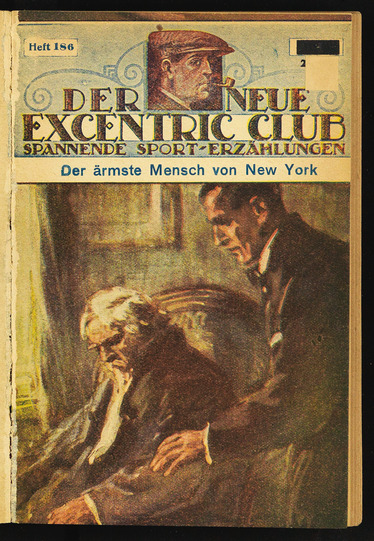 Heft 186
2
DER NEUE
EXCENTRIC CLUB
SPANNENDE SPORT-ERZÄHLUNGEN
Der ärmste Mensch von New York